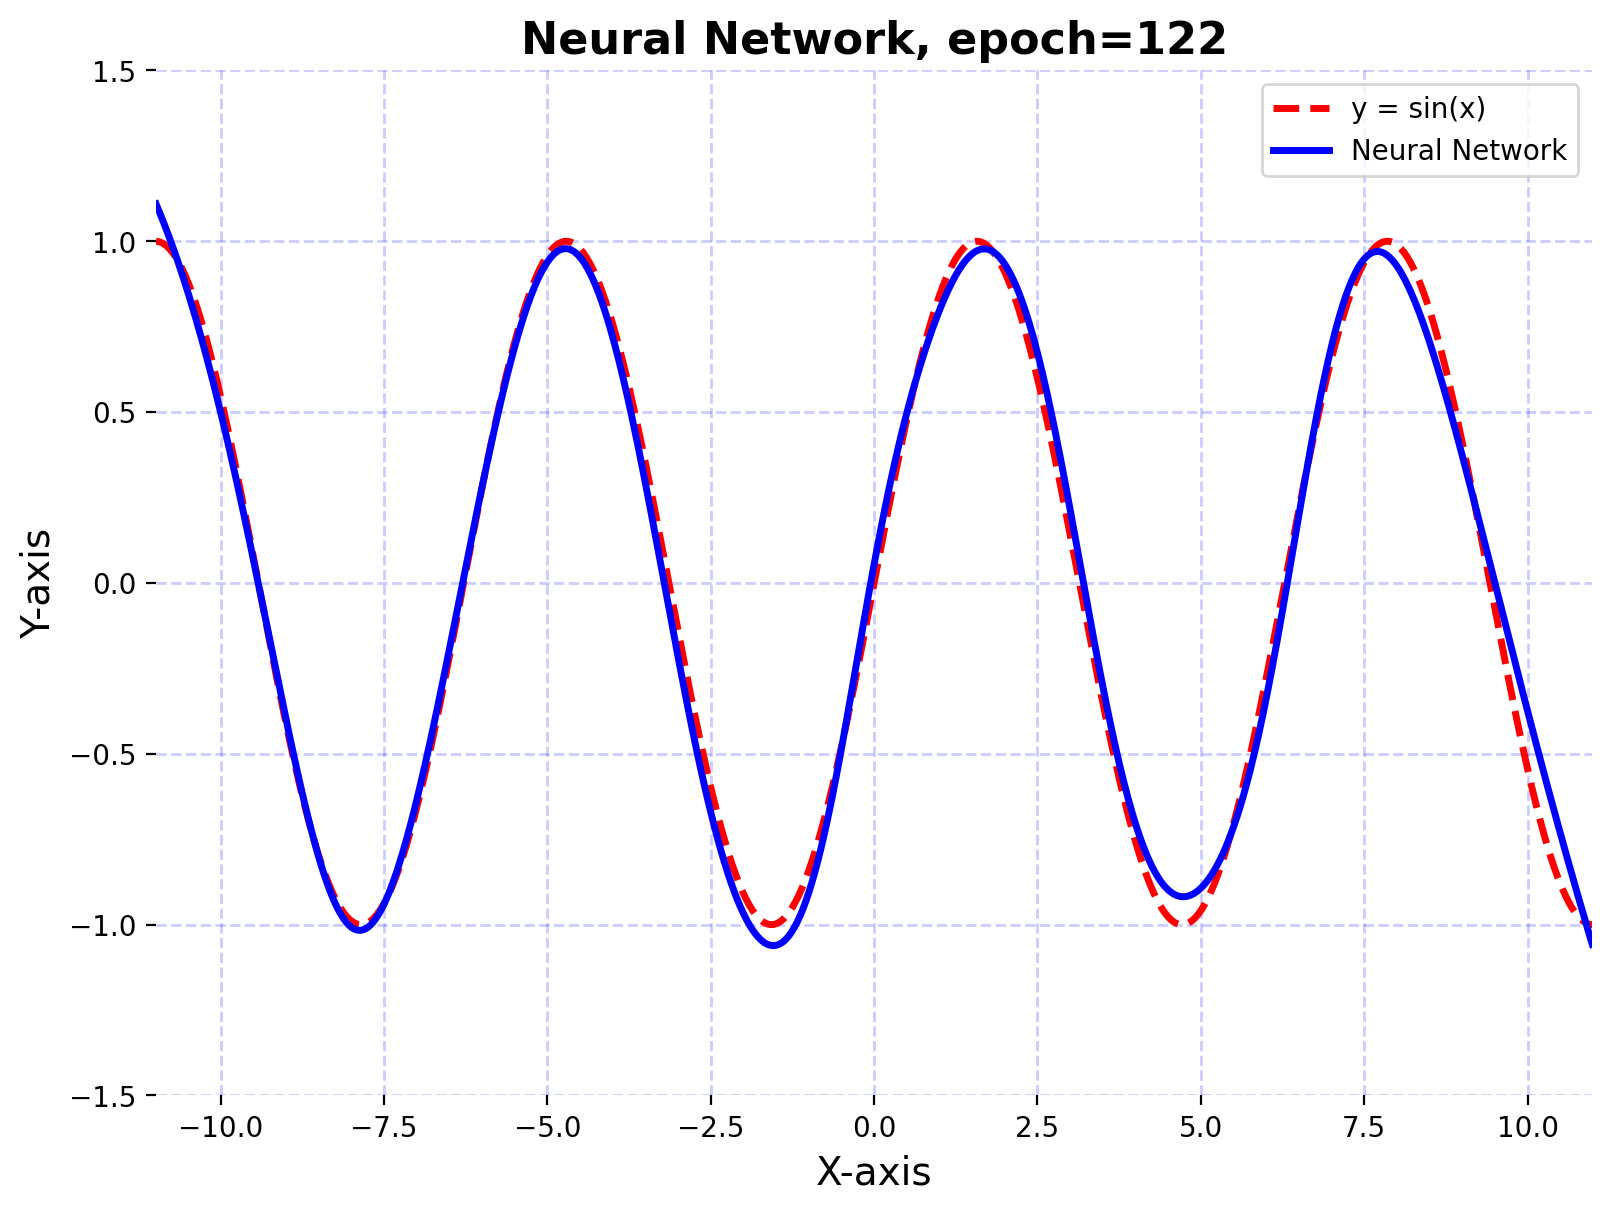 Neural Network, epoch=122
1.5
y = sin(x)
Neural Network
1.0
0.5
Y-axis
0.0
−0.5
−1.0
−1.5
−10.0 −7.5 −5.0 −2.5 0.0 2.5 5.0 7.5 10.0
X-axis